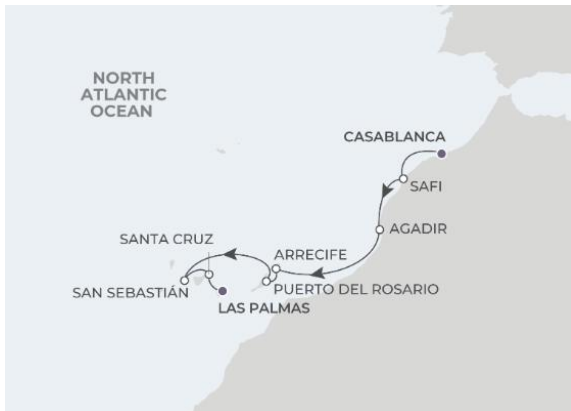 NORTH
ATLANTIC
OCEAN
CASABLANCA
SAFI
AGADIR
SANTA CRUZ
ARRECIFE
SAN SEBASTIÁN
PUERTO DEL ROSARIO
LAS PALMAS